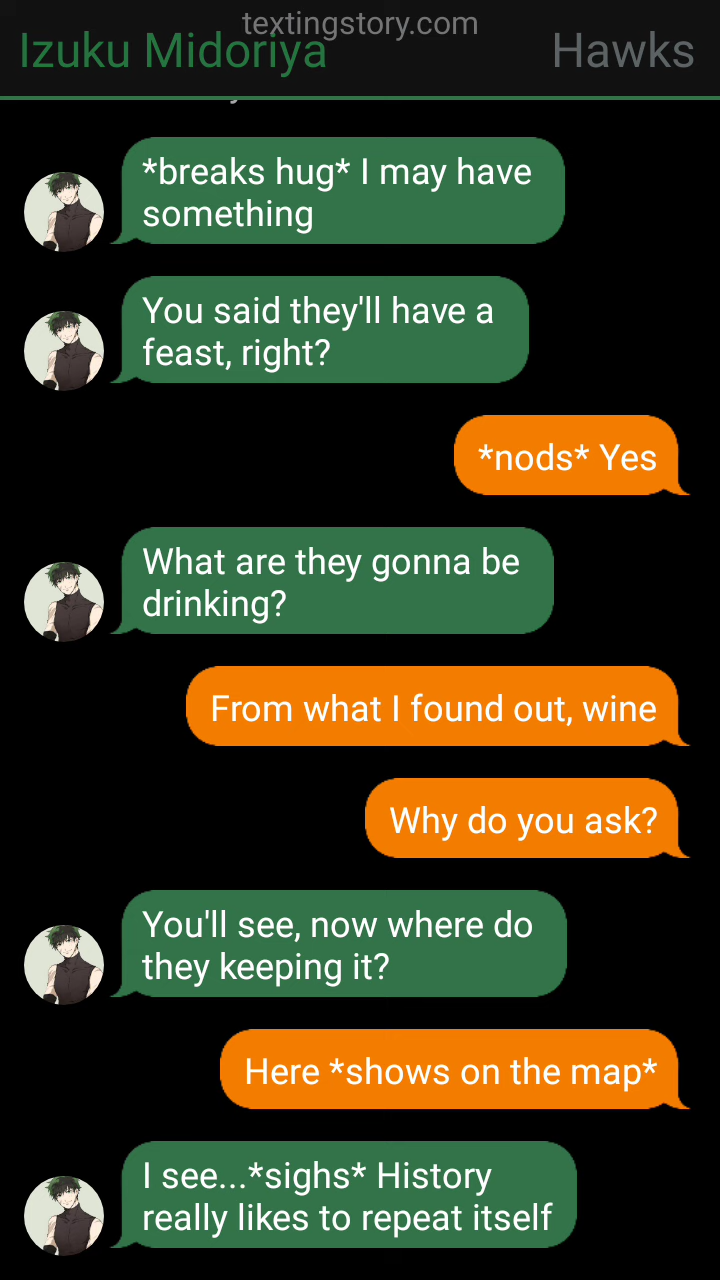 textingstory.com
Izuku Midoriya
Hawks
*breaks hug* I may have
something
You said they'll have a
feast, right?
*nods* Yes
What are they gonna be
drinking?
From what I found out, wine
Why do you ask?
You'll see, now where do
they keeping it?
Here *shows on the map*
I see...*sighs* History
really likes to repeat itself